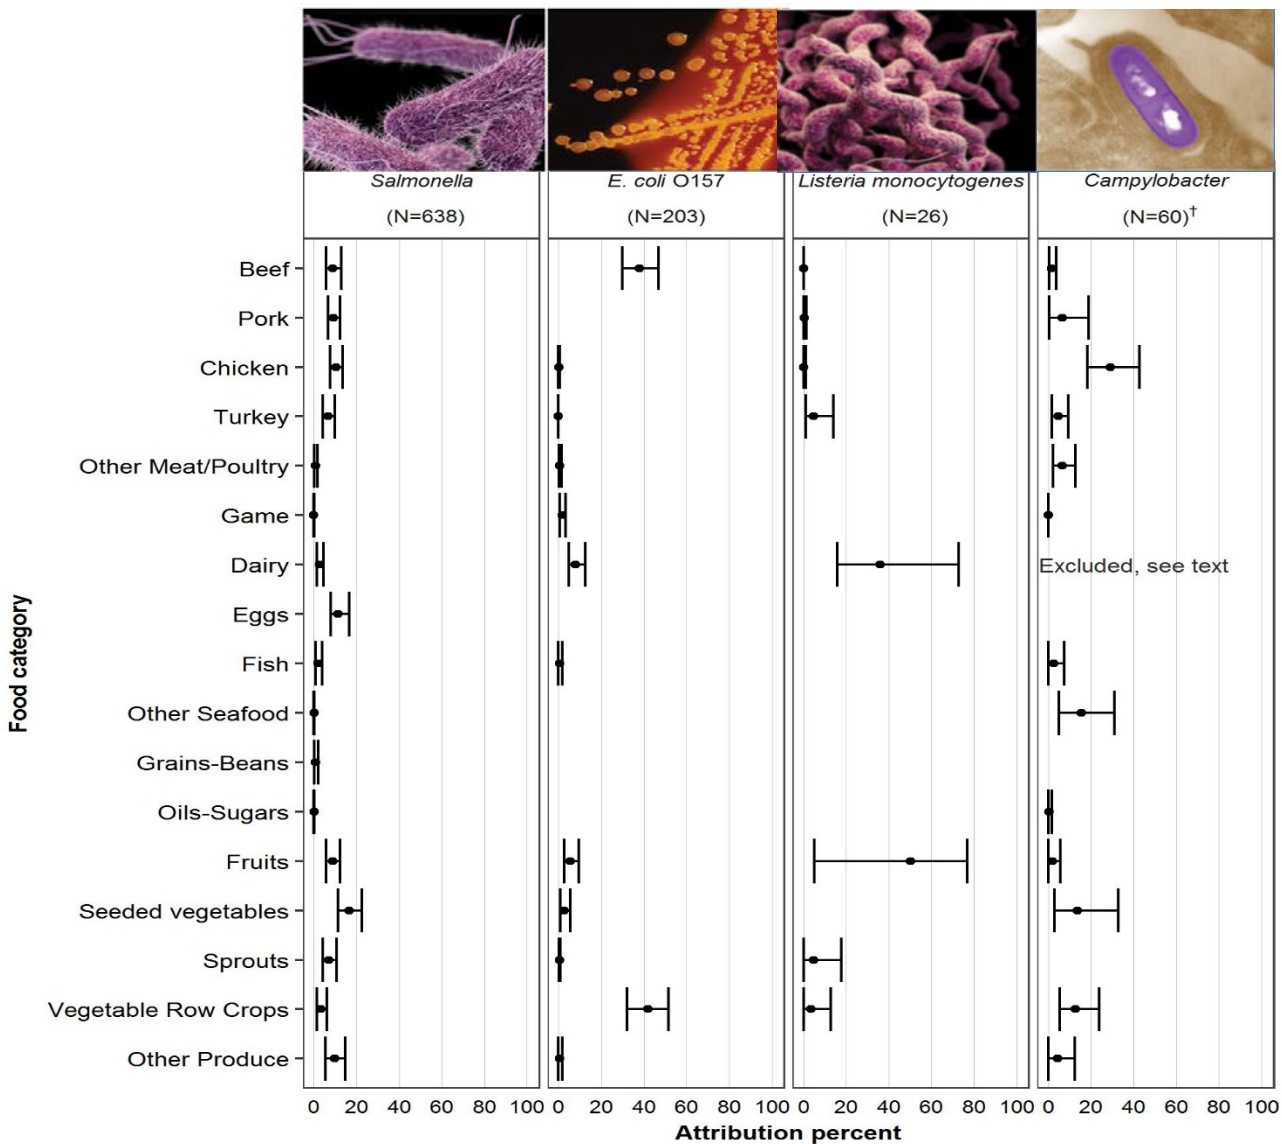 Salmonella
(N=638)
E. coli O157
(N=203)
Listeria monocytogenes
(N=26)
Campylobacter
(N=60)†
Food category
Beef
Pork
Chicken
Turkey
Other Meat/Poultry
Game
Dairy
Excluded, see text
Eggs
Fish
Other Seafood
Grains-Beans
Oils-Sugars
Fruits
Seeded vegetables
Sprouts
Vegetable Row Crops
Other Produce
0 20 40 60 80 100
0 20 40 60 80 100
0 20 40 60 80 100
0 20 40 60 80 100
Attribution percent